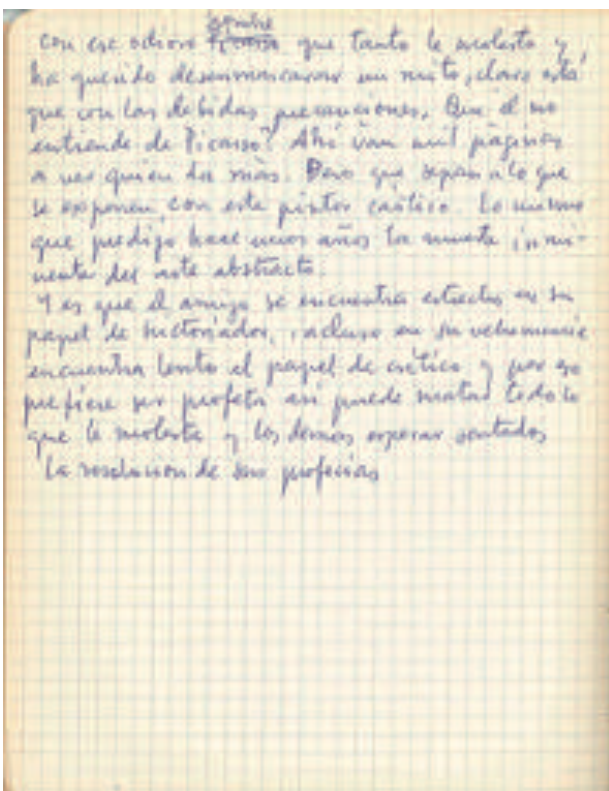 hombre
con ese odioso Picasso que tanto le molesta y
ha querido desenmascarar un mito, claro está
que con las debidas precauciones. Que él no
entiende de Picasso? Ahí van mil páginas
a ver quien da más. Pero que sepan a lo que
se exponen, con este pintor caótico. Lo mismo
que predijo hace unos años la muerte inmi-
nente del arte abstracto.
Y es que el amigo se encuentra estrecho en su
papel de historiador, incluso en su vehemencia
encuentra lento el papel de crítico y por eso
prefiere ser profeta así puede matar todo lo
que le molesta y los demás esperar sentados
la resolución de sus profecías